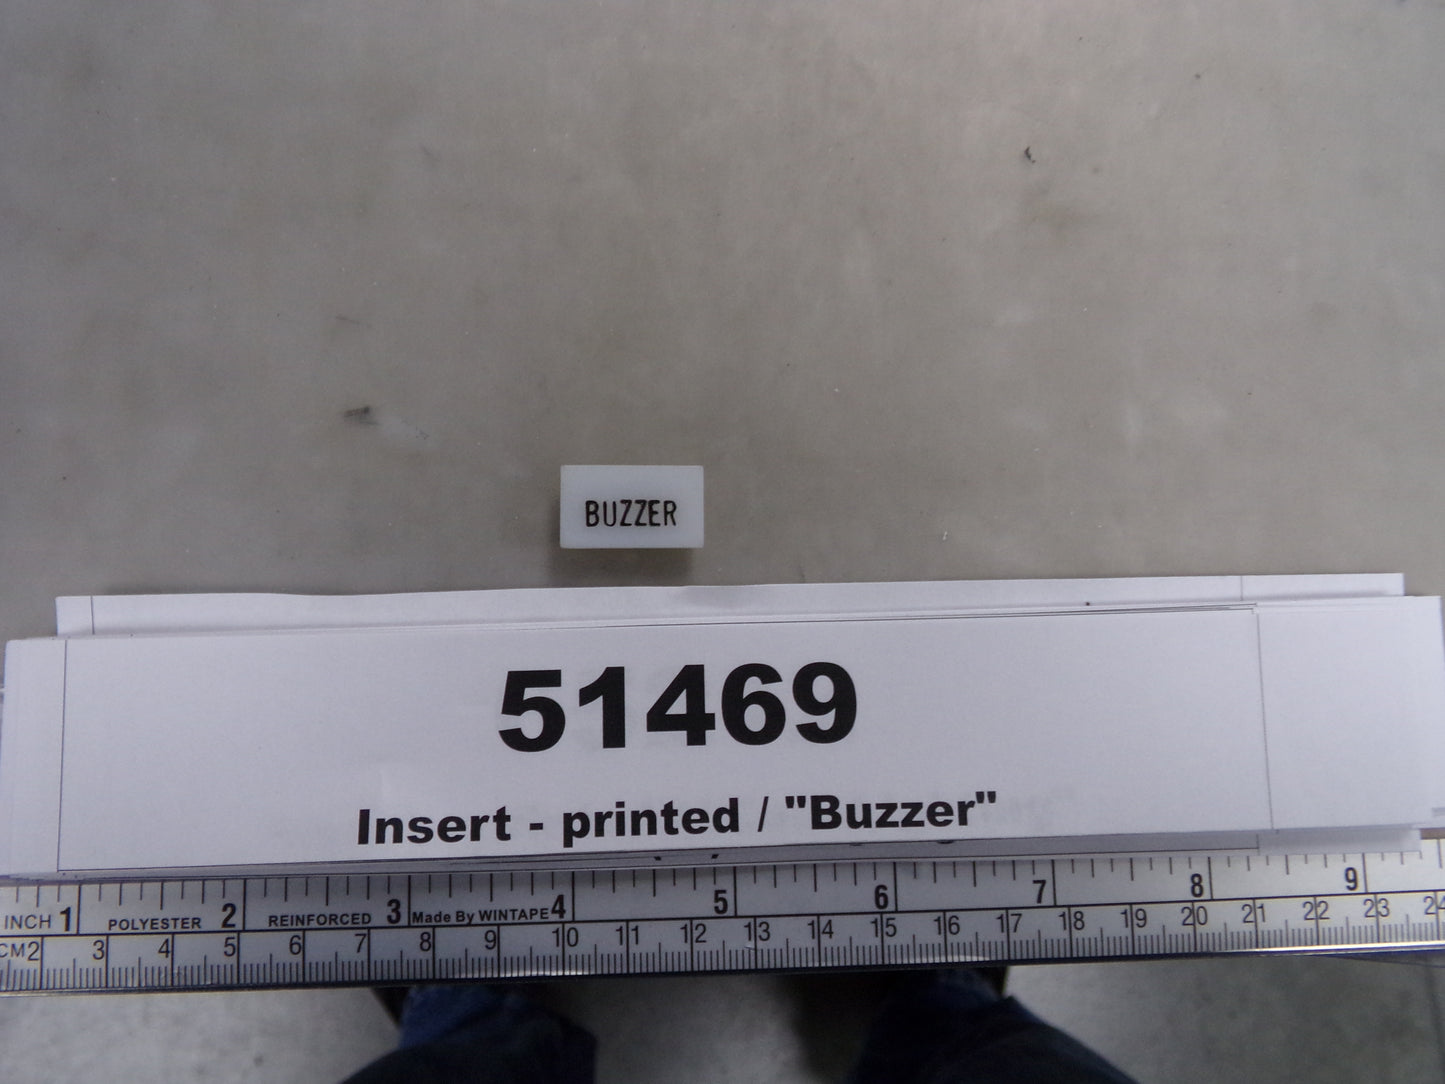 BUZZER
51469
Insert - printed / "Buzzer"
INCH 1 POLYESTER 2 REINFORCED 3 Made By WINTAPE 4 5 6 7 8 9
CM 2 3 4 5 6 7 8 9 10 11 12 13 14 15 16 17 18 19 20 21 22 23 24